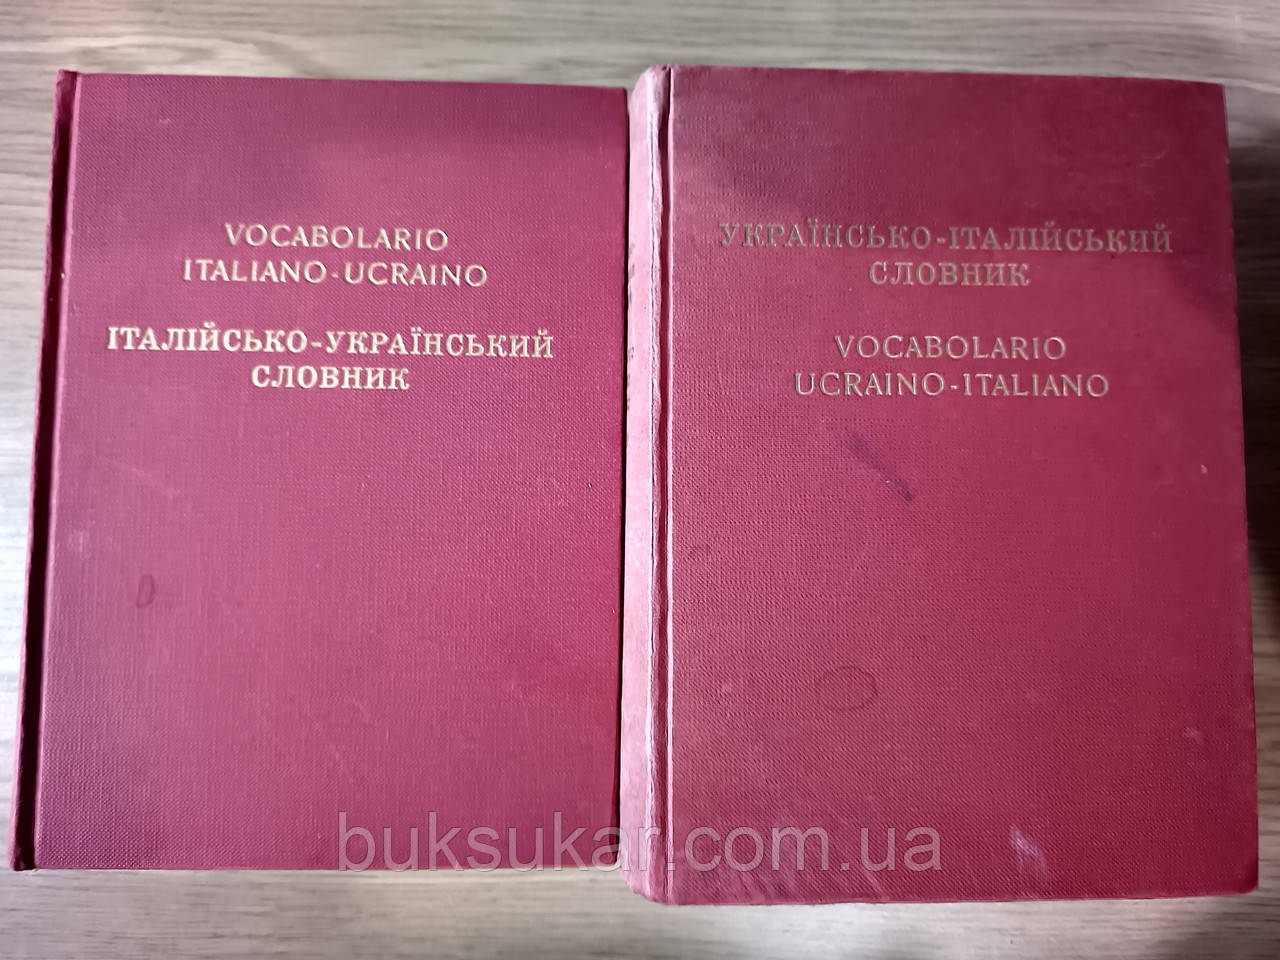 VOCABOLARIO
ITALIANO-UCRAINO
ІТАЛІЙСЬКО-УКРАЇНСЬКИЙ
СЛОВНИК
УКРАЇНСЬКО-ІТАЛІЙСЬКИЙ
СЛОВНИК
VOCABOLARIO
UCRAINO-ITALIANO
buksukar.com.ua